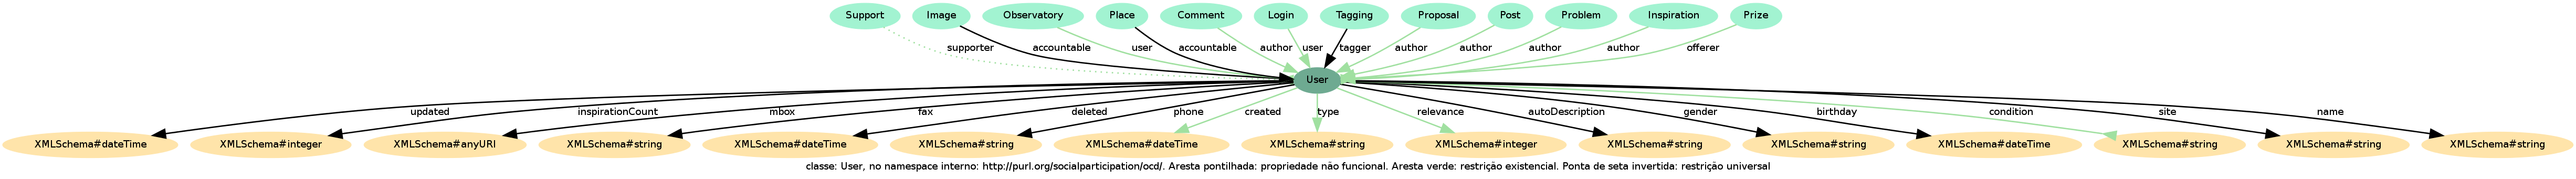 Support Image Observatory Place Comment Login Tagging Proposal Post Problem Inspiration Prize
supporter accountable user accountable author user tagger author author author author offerer
User
updated inspirationCount mbox fax deleted phone created type relevance autoDescription gender birthday condition site name
XMLSchema#dateTime XMLSchema#integer XMLSchema#anyURI XMLSchema#string XMLSchema#dateTime XMLSchema#string XMLSchema#dateTime XMLSchema#string XMLSchema#integer XMLSchema#string XMLSchema#string XMLSchema#dateTime XMLSchema#string XMLSchema#string XMLSchema#string
classe: User, no namespace interno: http://purl.org/socialparticipation/ocd/. Aresta pontilhada: propriedade não funcional. Aresta verde: restrição existencial. Ponta de seta invertida: restrição universal